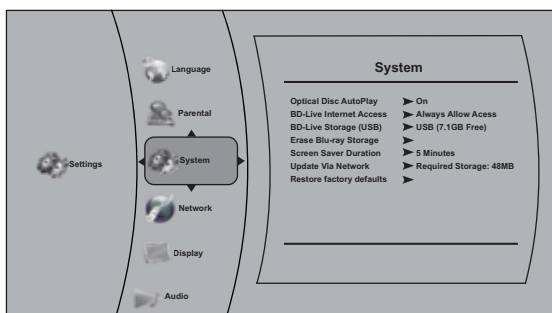 Settings
Language
Parental
System
Network
Display
Audio
System
Optical Disc AutoPlay On
BD-Live Internet Access Always Allow Acess
BD-Live Storage (USB) USB (7.1GB Free)
Erase Blu-ray Storage
Screen Saver Duration 5 Minutes
Update Via Network Required Storage: 48MB
Restore factory defaults